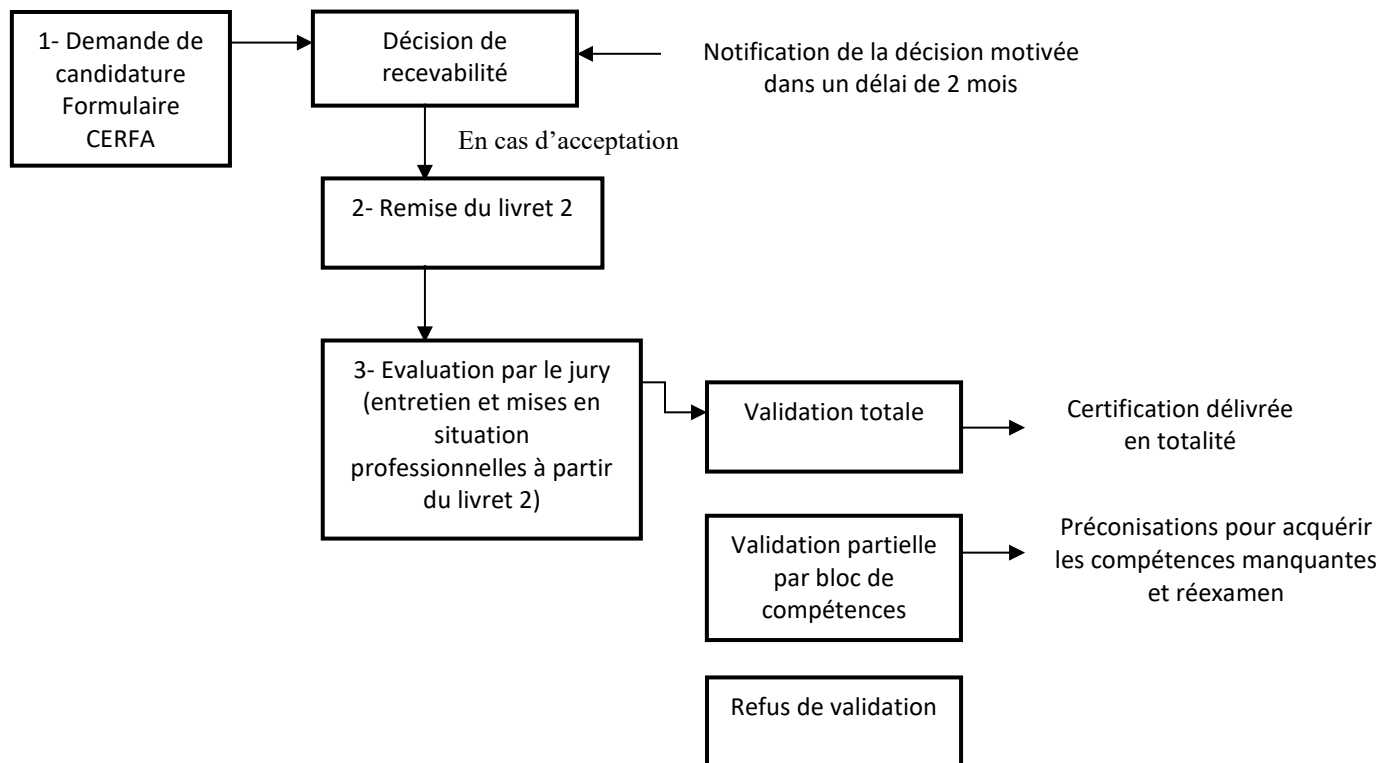 1- Demande de
candidature
Formulaire
CERFA
Décision de
recevabilité
Notification de la décision motivée
dans un délai de 2 mois
En cas d’acceptation
2- Remise du livret 2
3- Evaluation par le jury
(entretien et mises en
situation
professionnelles à partir
du livret 2)
Validation totale
Certification délivrée
en totalité
Validation partielle
par bloc de
compétences
Préconisations pour acquérir
les compétences manquantes
et réexamen
Refus de validation